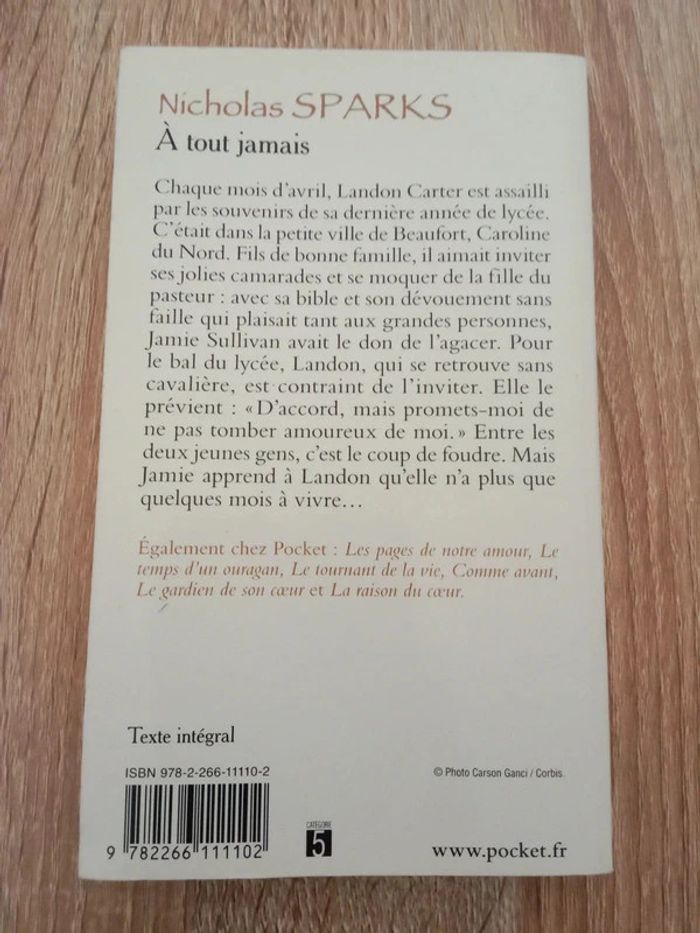 Nicholas SPARKS
À tout jamais
Chaque mois d'avril, Landon Carter est assailli
par les souvenirs de sa dernière année de lycée.
C'était dans la petite ville de Beaufort, Caroline
du Nord. Fils de bonne famille, il aimait inviter
ses jolies camarades et se moquer de la fille du
pasteur : avec sa bible et son dévouement sans
faille qui plaisait tant aux grandes personnes,
Jamie Sullivan avait le don de l'agacer. Pour
le bal du lycée, Landon, qui se retrouve sans
cavalière, est contraint de l'inviter. Elle le
prévient : « D'accord, mais promets-moi de
ne pas tomber amoureux de moi. » Entre les
deux jeunes gens, c'est le coup de foudre. Mais
Jamie apprend à Landon qu'elle n'a plus que
quelques mois à vivre…
Également chez Pocket : Les pages de notre amour, Le
temps d'un ouragan, Le tournant de la vie, Comme avant,
Le gardien de son cœur et La raison du cœur.
Texte intégral
ISBN 978-2-266-11110-2
© Photo Carson Ganci / Corbis.
CATÉGORIE
5
9 782266 111102
www.pocket.fr